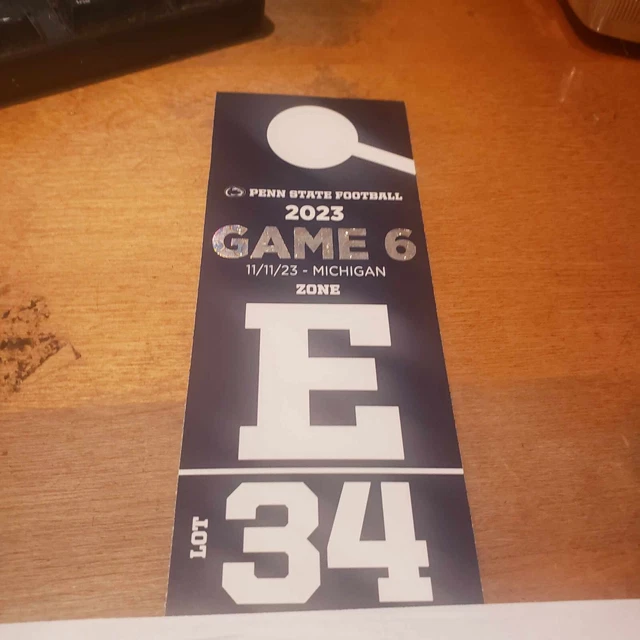 PENN STATE FOOTBALL
2023
GAME 6
11/11/23 - MICHIGAN
ZONE
E
LOT 34